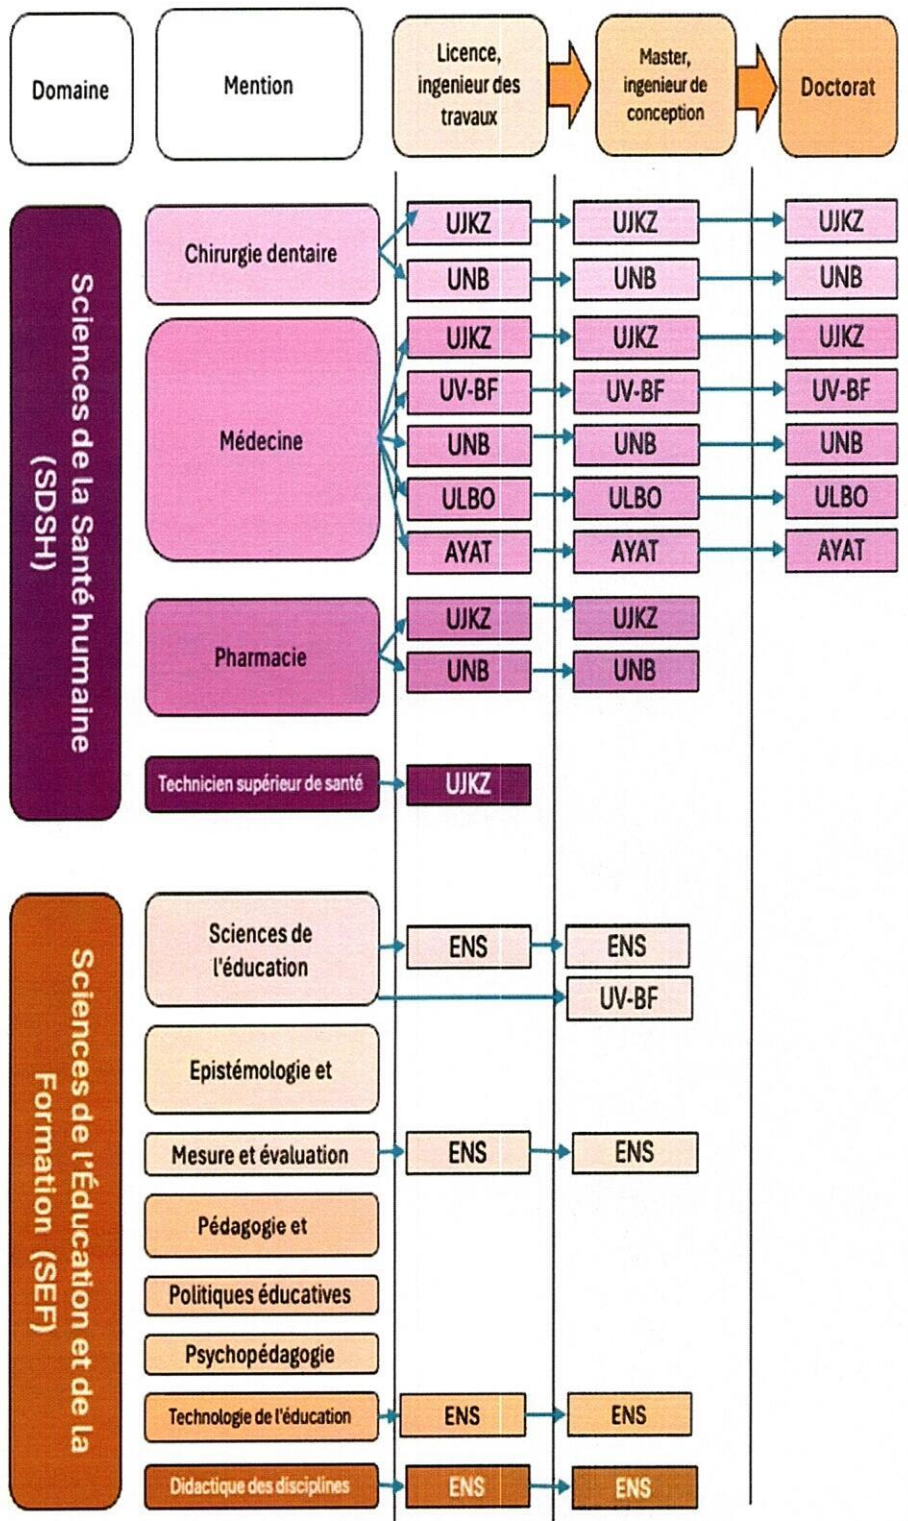 Domaine
Mention
Licence,
ingenieur des
travaux
Master,
ingenieur de
conception
Doctorat
Sciences de la Santé humaine
(SDSH)
Chirurgie dentaire
UJKZ
UJKZ
UJKZ
UNB
UNB
UNB
Médecine
UJKZ
UJKZ
UJKZ
UV-BF
UV-BF
UV-BF
UNB
UNB
UNB
ULBO
ULBO
ULBO
AYAT
AYAT
AYAT
Pharmacie
UJKZ
UJKZ
UNB
UNB
Technicien supérieur de santé
UJKZ
Sciences de l'Éducation et de la
Formation (SEF)
Sciences de
l'éducation
ENS
ENS
UV-BF
Epistémologie et
Mesure et évaluation
ENS
ENS
Pédagogie et
Politiques éducatives
Psychopédagogie
Technologie de l'éducation
ENS
ENS
Didactique des disciplines
ENS
ENS